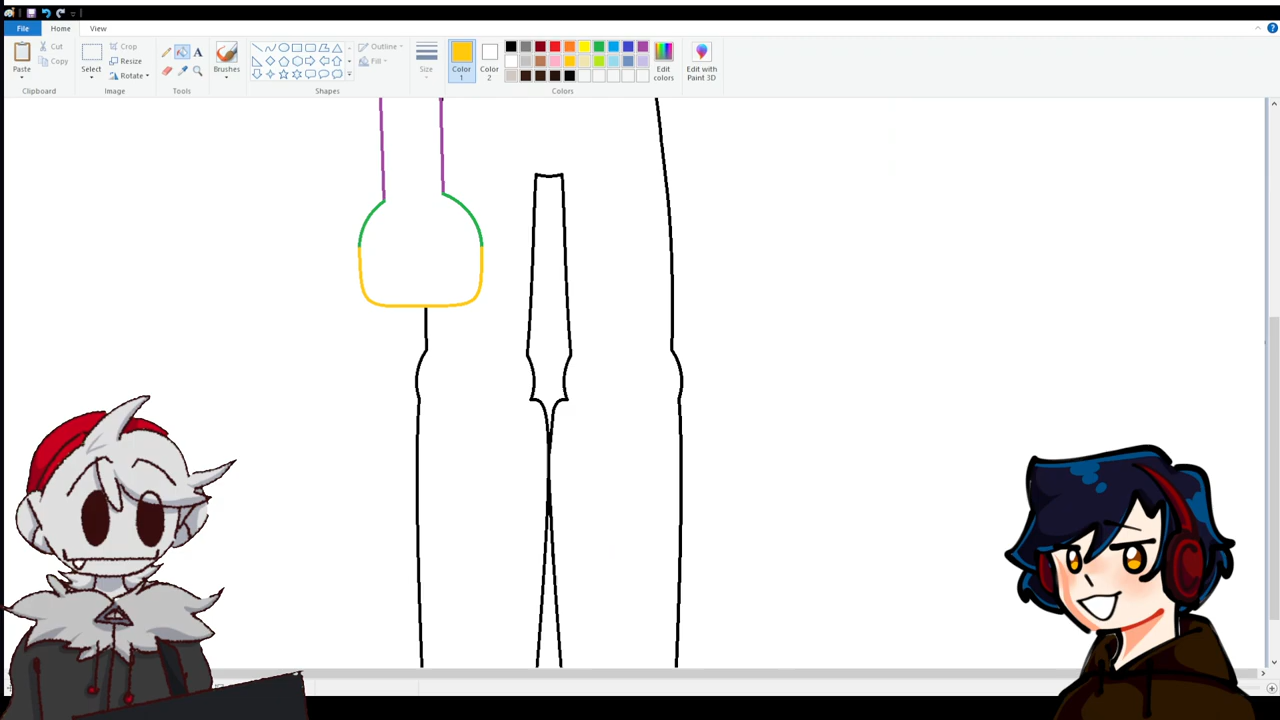 File Home View
Paste Cut Copy Clipboard
Select Crop Resize Rotate Image
A Tools
Brushes
Outline Fill Shapes
Size
Color 1 Color 2 Edit colors Colors
Edit with Paint 3D